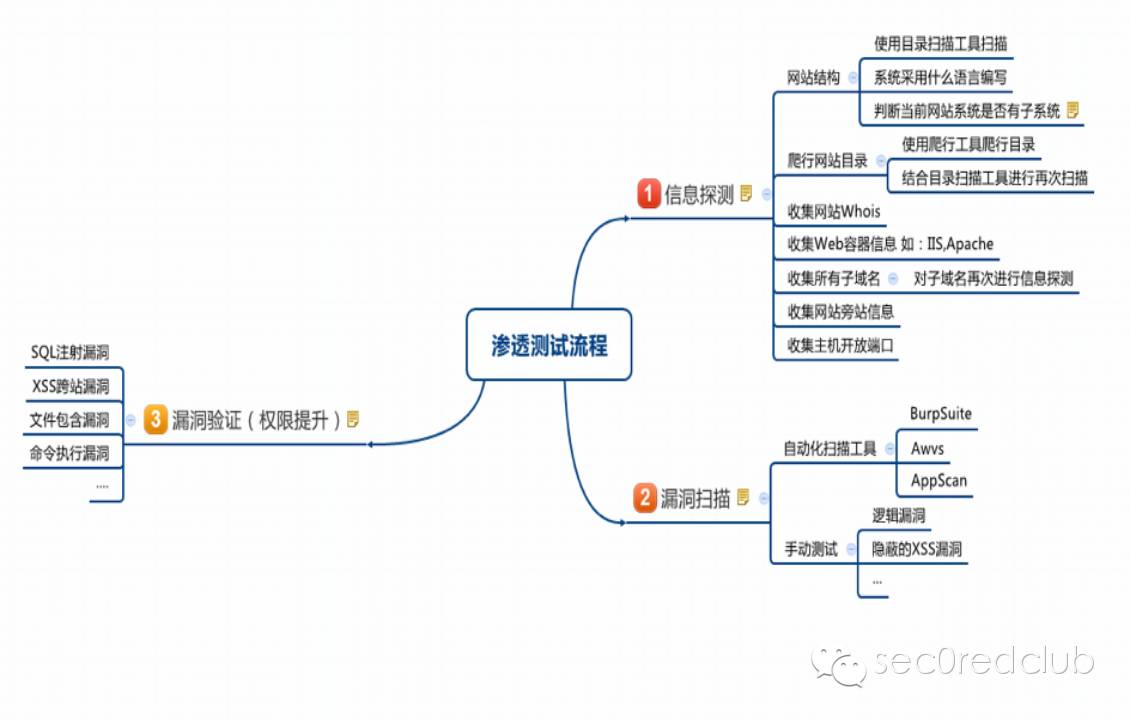 渗透测试流程
1 信息探测
网站结构
使用目录扫描工具扫描
系统采用什么语言编写
判断当前网站系统是否有子系统
爬行网站目录
使用爬行工具爬行目录
结合目录扫描工具进行再次扫描
收集网站Whois
收集Web容器信息 如：IIS,Apache
收集所有子域名
对子域名再次进行信息探测
收集网站旁站信息
收集主机开放端口
2 漏洞扫描
自动化扫描工具
BurpSuite
Awvs
AppScan
手动测试
逻辑漏洞
隐蔽的XSS漏洞
...
3 漏洞验证（权限提升）
SQL注射漏洞
XSS跨站漏洞
文件包含漏洞
命令执行漏洞
....
sec0redclub